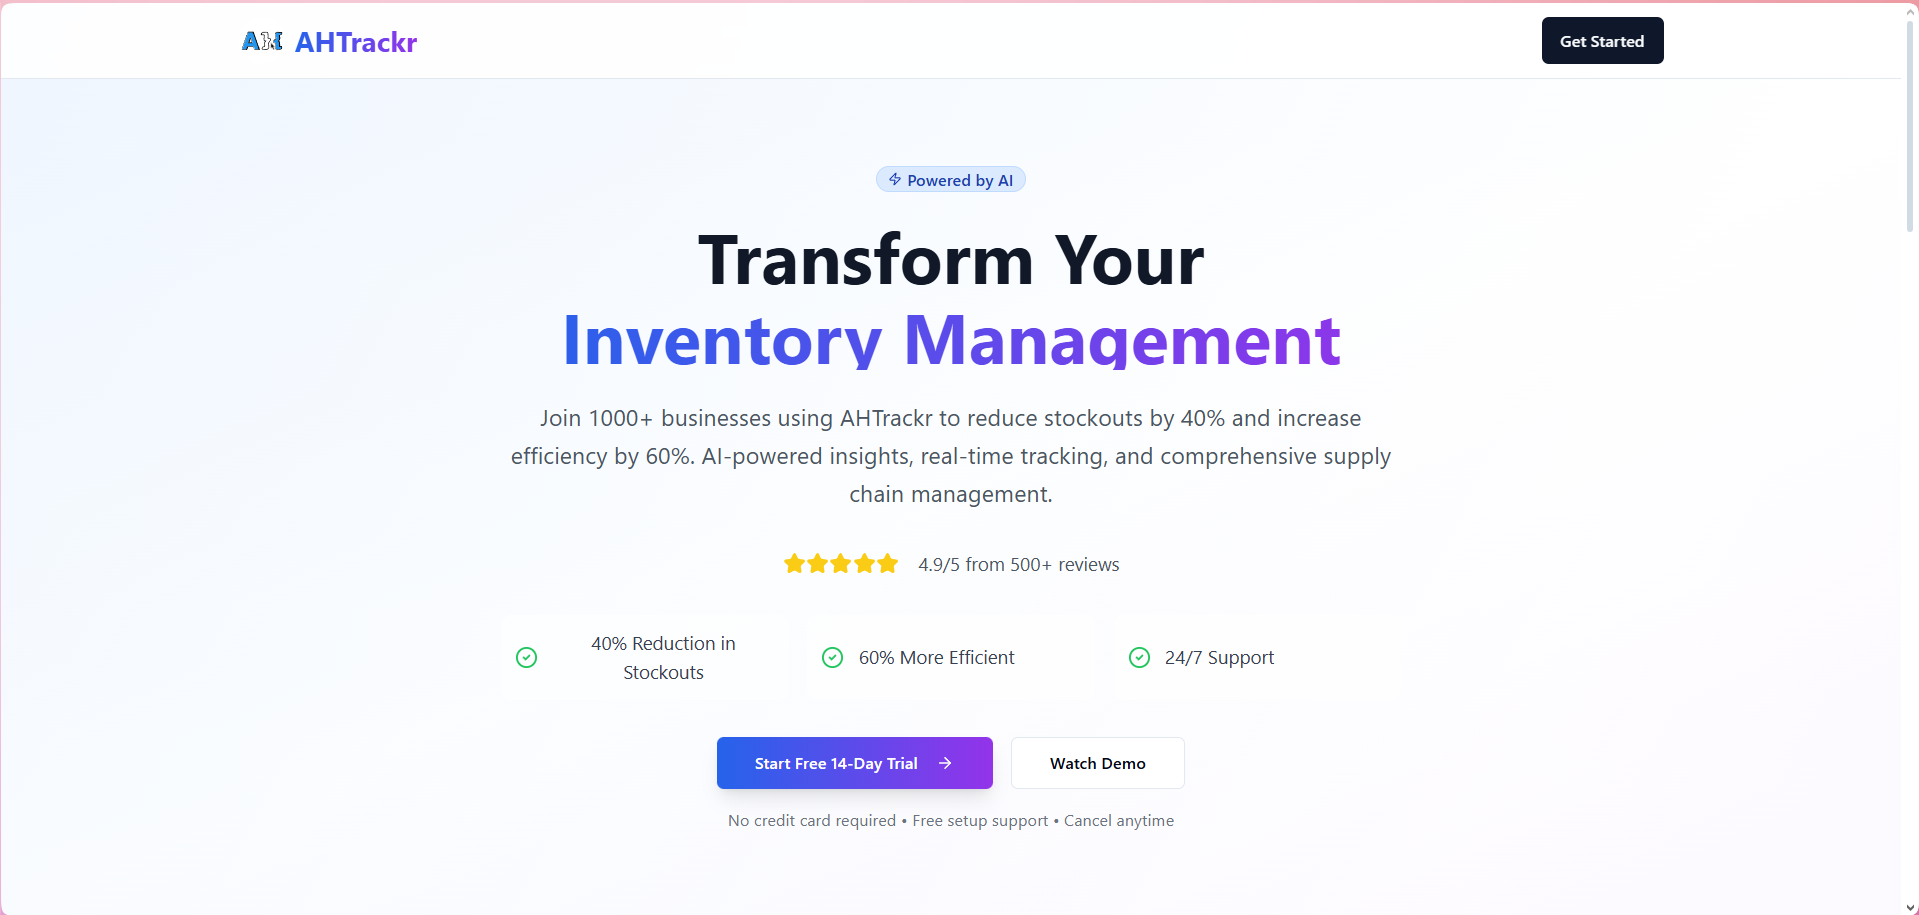 AH AHTrackr
Get Started
Powered by AI
Transform Your
Inventory Management
Join 1000+ businesses using AHTrackr to reduce stockouts by 40% and increase
efficiency by 60%. AI-powered insights, real-time tracking, and comprehensive supply
chain management.
4.9/5 from 500+ reviews
40% Reduction in
Stockouts
60% More Efficient
24/7 Support
Start Free 14-Day Trial
Watch Demo
No credit card required • Free setup support • Cancel anytime